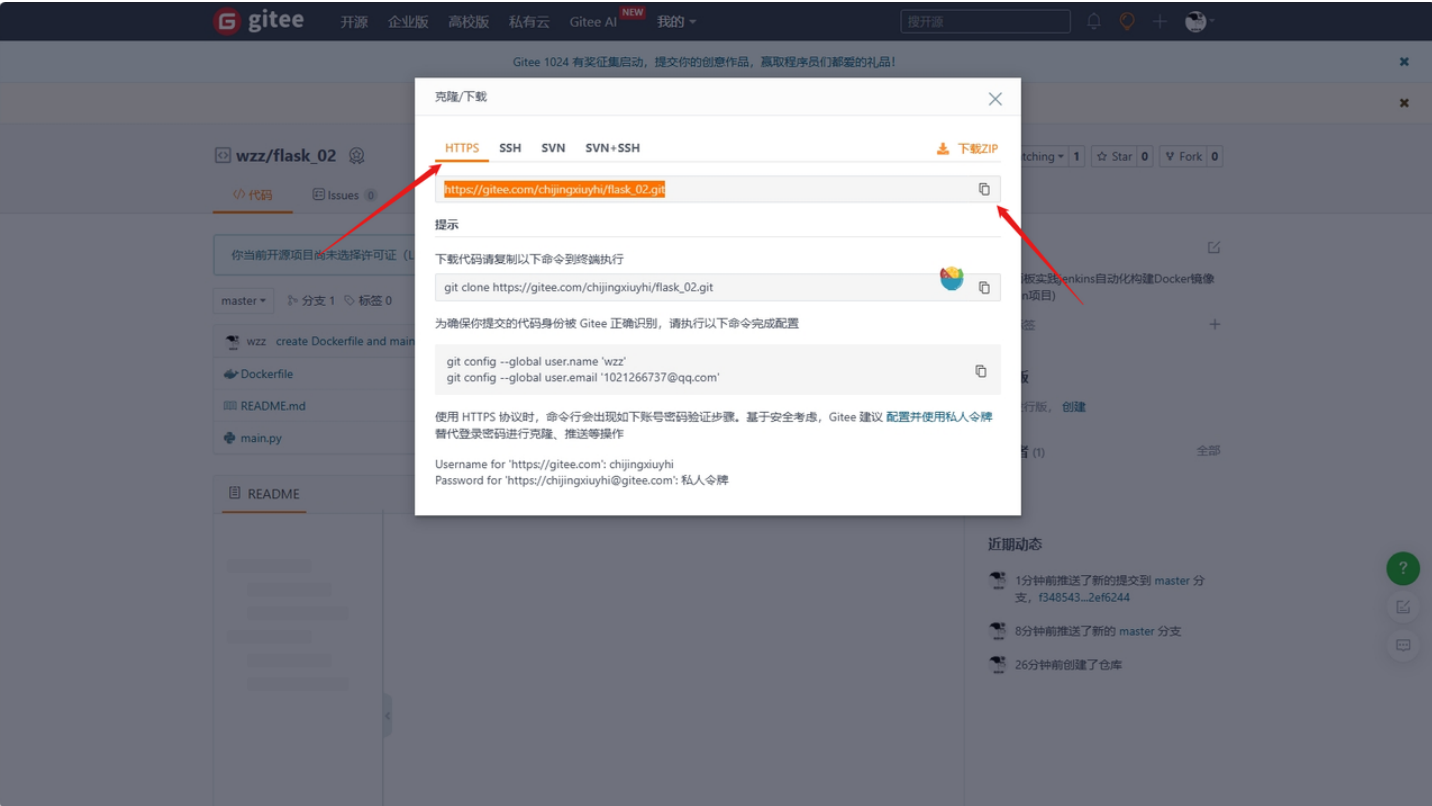 gitee 开源 企业版 高校版 私有云 Gitee AI NEW 我的 搜开源
Gitee 1024 有奖征集启动，提交你的创意作品，赢取程序员们都爱的礼品！
克隆/下载
wzz/flask_02
HTTPS SSH SVN SVN+SSH 下载ZIP
tching 1 Star 0 Fork 0
https://gitee.com/chijingxiuyhi/flask_02.git
代码 Issues 0
提示
你当前开源项目尚未选择许可证（L
下载代码请复制以下命令到终端执行
git clone https://gitee.com/chijingxiuyhi/flask_02.git
板实践jenkins自动化构建Docker镜像
n项目)
master 分支 1 标签 0
为确保你提交的代码身份被 Gitee 正确识别，请执行以下命令完成配置
签
wzz create Dockerfile and main
git config --global user.name 'wzz'
git config --global user.email '1021266737@qq.com'
Dockerfile
版
README.md
行版，创建
使用 HTTPS 协议时，命令行会出现如下账号密码验证步骤。基于安全考虑，Gitee 建议 配置并使用私人令牌
替代登录密码进行克隆、推送等操作
main.py
者 (1) 全部
Username for 'https://gitee.com': chijingxiuyhi
Password for 'https://chijingxiuyhi@gitee.com': 私人令牌
README
近期动态
1分钟前推送了新的提交到 master 分
支，f348543...2ef6244
8分钟前推送了新的 master 分支
26分钟前创建了仓库